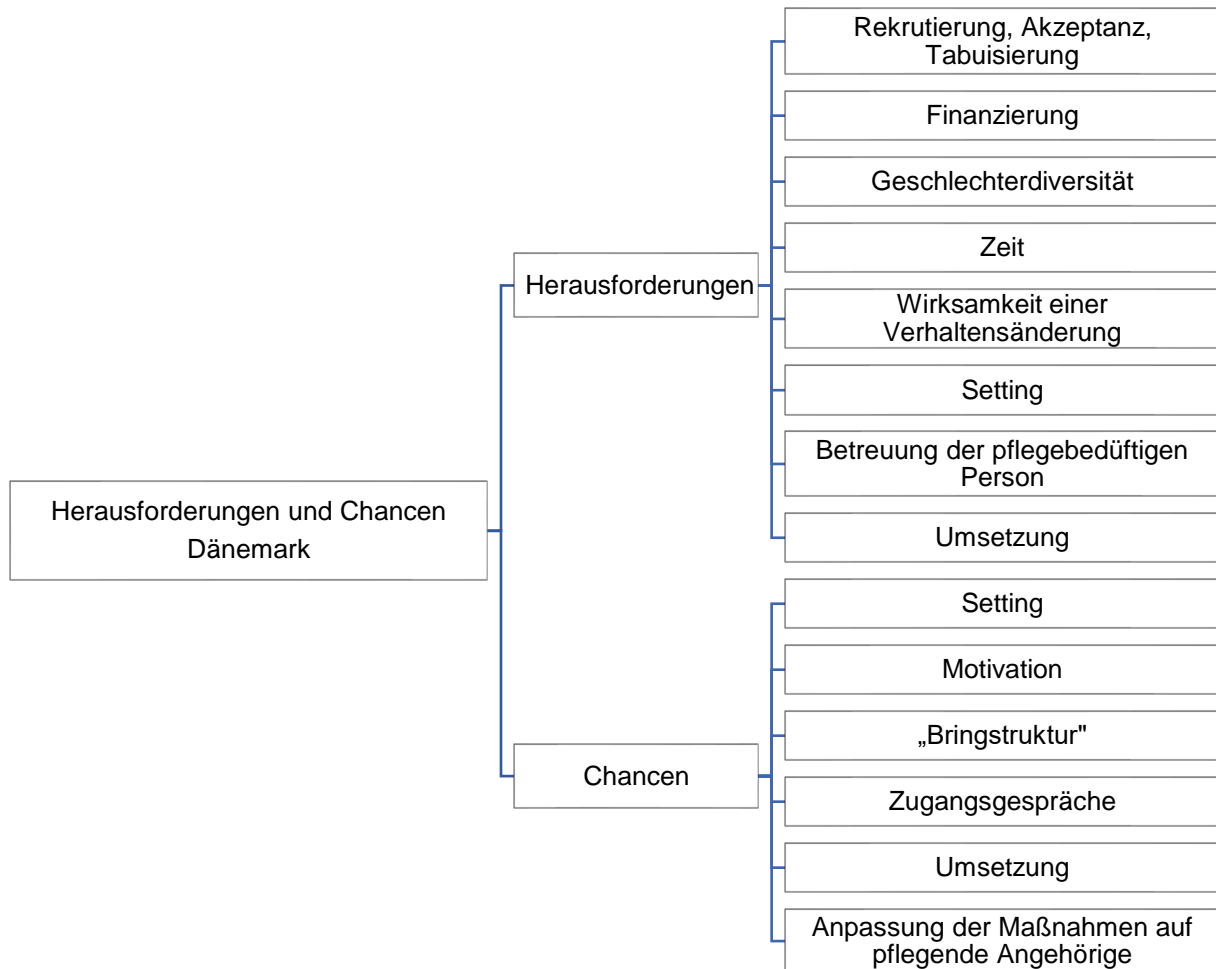 Herausforderungen und Chancen
Dänemark
Herausforderungen
Rekrutierung, Akzeptanz,
Tabuisierung
Finanzierung
Geschlechterdiversität
Zeit
Wirksamkeit einer
Verhaltensänderung
Setting
Betreuung der pflegebedüftigen
Person
Umsetzung
Chancen
Setting
Motivation
„Bringstruktur"
Zugangsgespräche
Umsetzung
Anpassung der Maßnahmen auf
pflegende Angehörige